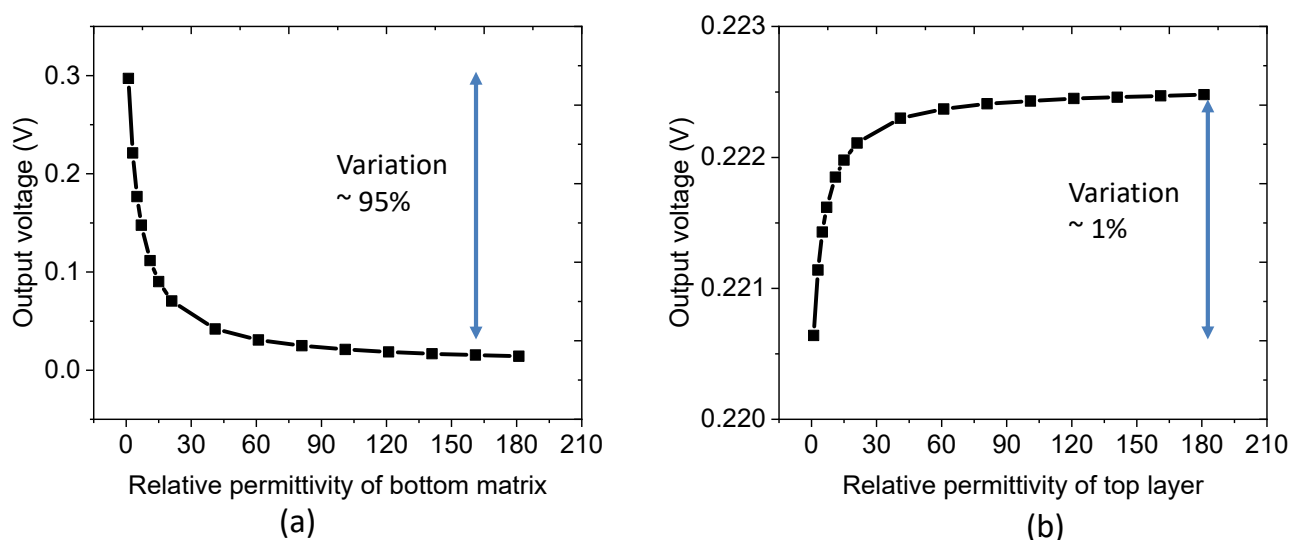 0.3
0.2
0.1
0.0
Output voltage (V)
Variation
~ 95%
0 30 60 90 120 150 180 210
Relative permittivity of bottom matrix
(a)
0.223
0.222
0.221
0.220
Output voltage (V)
Variation
~ 1%
0 30 60 90 120 150 180 210
Relative permittivity of top layer
(b)